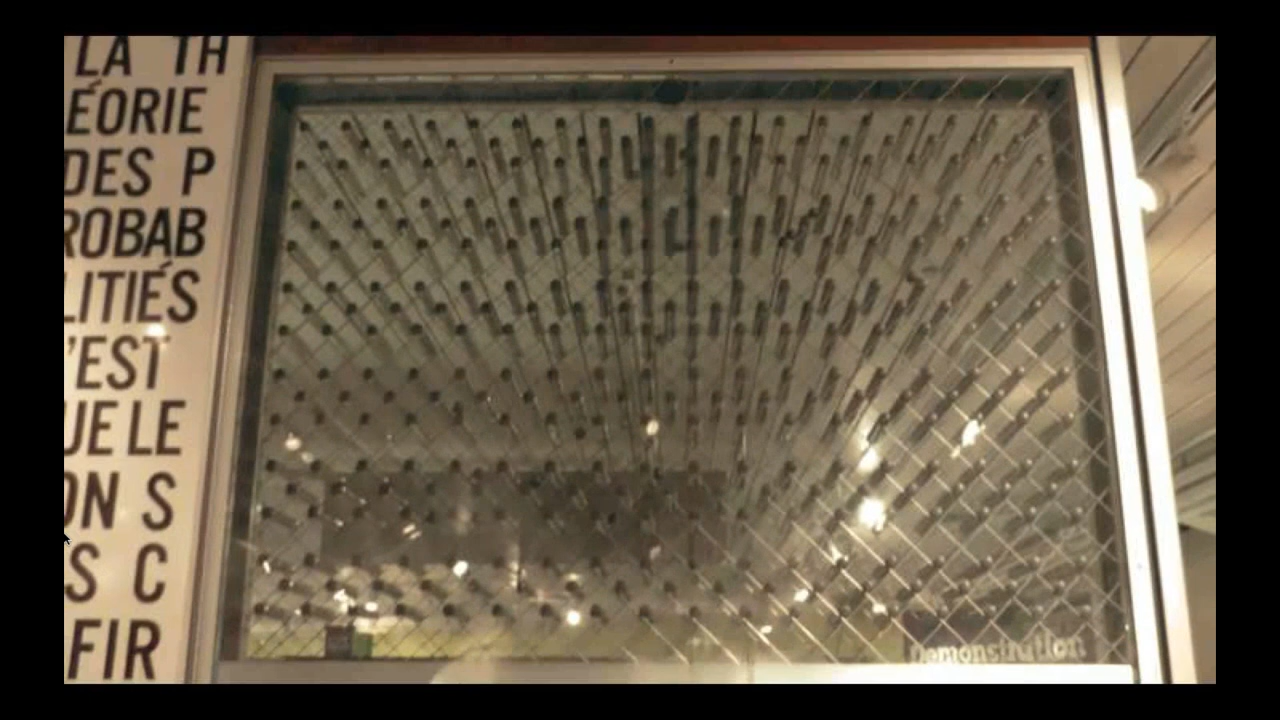 LA TH
ÉORIE
DES P
ROBAB
LITIÉS
'EST
UE LE
ON S
S C
FIR
Demonstration